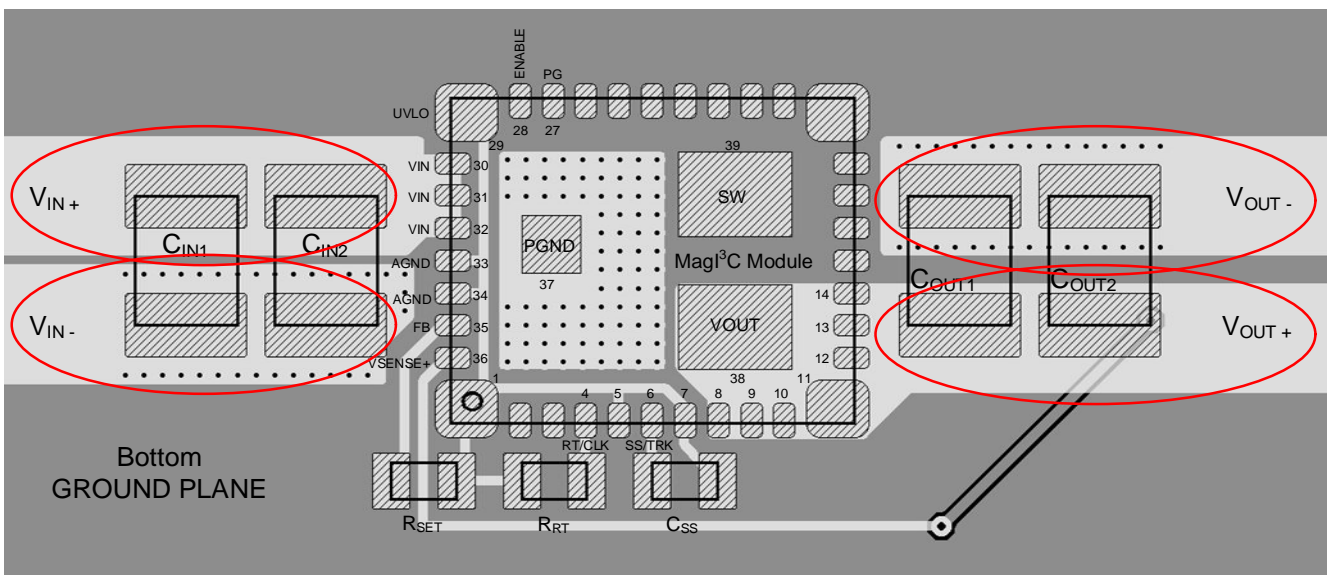 ENABLE
PG
UVLO
28
27
29
39
VIN
30
VIN
31
VIN
32
AGND
33
AGND
34
FB
35
VSENSE+
36
VIN +
CIN1
CIN2
VIN -
PGND
37
SW
MagI³C Module
VOUT
38
14
13
12
11
VOUT -
COUT1
COUT2
VOUT +
1
4
5
6
7
8
9
10
RT/CLK
SS/TRK
RSET
RRT
CSS
Bottom
GROUND PLANE